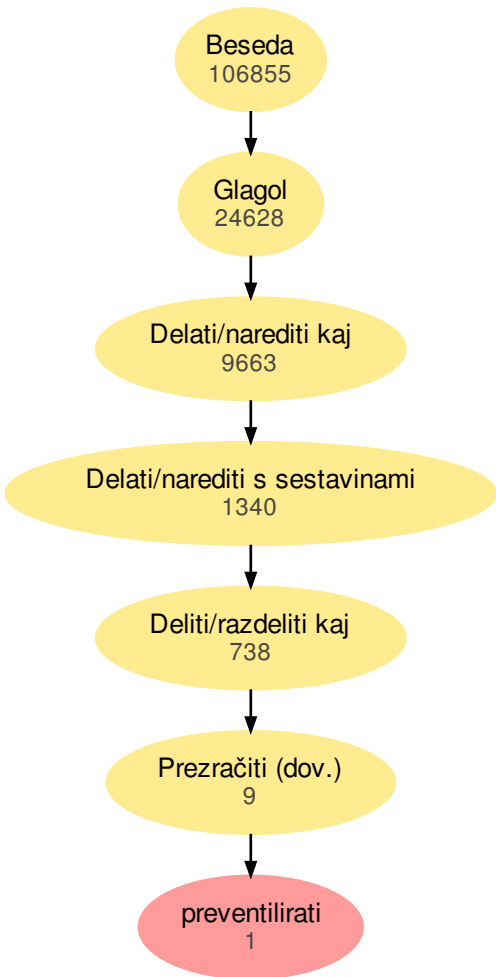 Beseda
106855
Glagol
24628
Delati/narediti kaj
9663
Delati/narediti s sestavinami
1340
Deliti/razdeliti kaj
738
Prezračiti (dov.)
9
preventilirati
1